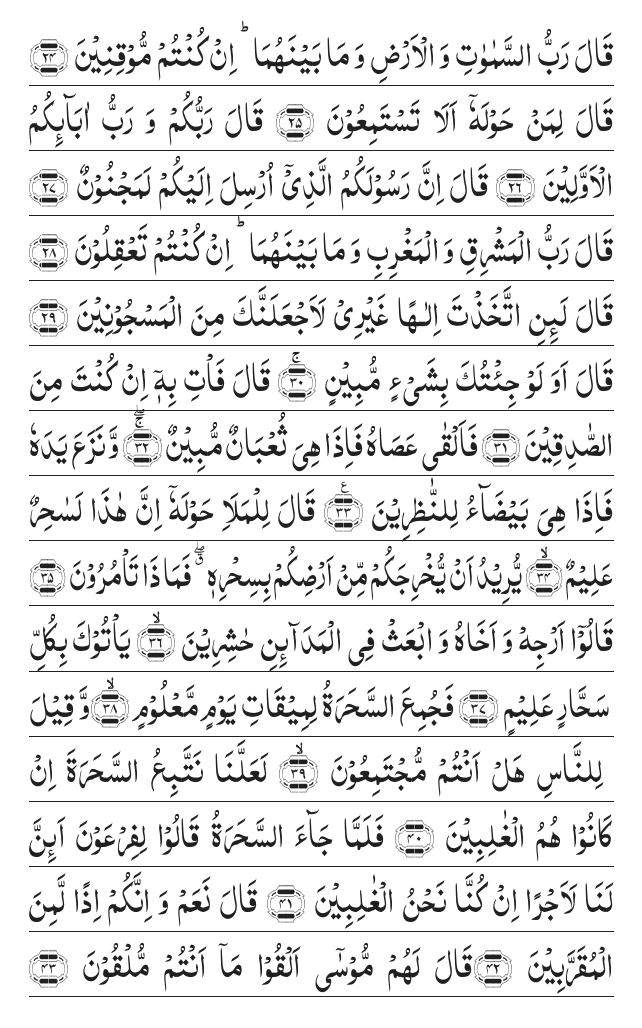 قَالَ رَبُّ السَّمٰوٰتِ وَ الْاَرْضِ وَ مَا بَيْنَهُمَا ؕ اِنْ كُنْتُمْ مُّوْقِنِيْنَ ﴿۲۴﴾
قَالَ لِمَنْ حَوْلَهٗۤ اَلَا تَسْتَمِعُوْنَ ﴿۲۵﴾ قَالَ رَبُّكُمْ وَ رَبُّ اٰبَآئِكُمُ
الْاَوَّلِيْنَ ﴿۲۶﴾ قَالَ اِنَّ رَسُوْلَكُمُ الَّذِيْۤ اُرْسِلَ اِلَيْكُمْ لَمَجْنُوْنٌ ﴿۲۷﴾
قَالَ رَبُّ الْمَشْرِقِ وَ الْمَغْرِبِ وَ مَا بَيْنَهُمَا ؕ اِنْ كُنْتُمْ تَعْقِلُوْنَ ﴿۲۸﴾
قَالَ لَئِنِ اتَّخَذْتَ اِلٰهًا غَيْرِيْ لَاَجْعَلَنَّكَ مِنَ الْمَسْجُوْنِيْنَ ﴿۲۹﴾
قَالَ اَوَ لَوْ جِئْتُكَ بِشَيْءٍ مُّبِيْنٍ ﴿ۚ۳۰﴾ قَالَ فَاْتِ بِهٖۤ اِنْ كُنْتَ مِنَ
الصّٰدِقِيْنَ ﴿۳۱﴾ فَاَلْقٰى عَصَاهُ فَاِذَا هِيَ ثُعْبَانٌ مُّبِيْنٌ ﴿ۚۖ۳۲﴾ وَّ نَزَعَ يَدَهٗ
فَاِذَا هِيَ بَيْضَآءُ لِلنّٰظِرِيْنَ ﴿۳۳﴾٪ قَالَ لِلْمَلَاِ حَوْلَهٗۤ اِنَّ هٰذَا لَسٰحِرٌ
عَلِيْمٌ ﴿ۙ۳۴﴾ يُّرِيْدُ اَنْ يُّخْرِجَكُمْ مِّنْ اَرْضِكُمْ بِسِحْرِهٖ ٭ۖ فَمَا ذَا تَاْمُرُوْنَ ﴿۳۵﴾
قَالُوْۤا اَرْجِهْ وَ اَخَاهُ وَ ابْعَثْ فِي الْمَدَآئِنِ حٰشِرِيْنَ ﴿ۙ۳۶﴾ يَاْتُوْكَ بِكُلِّ
سَحَّارٍ عَلِيْمٍ ﴿۳۷﴾ فَجُمِعَ السَّحَرَةُ لِمِيْقَاتِ يَوْمٍ مَّعْلُوْمٍ ﴿ۙ۳۸﴾ وَّ قِيْلَ
لِلنَّاسِ هَلْ اَنْتُمْ مُّجْتَمِعُوْنَ ﴿ۙ۳۹﴾ لَعَلَّنَا نَتَّبِعُ السَّحَرَةَ اِنْ
كَانُوْا هُمُ الْغٰلِبِيْنَ ﴿۴۰﴾ فَلَمَّا جَآءَ السَّحَرَةُ قَالُوْا لِفِرْعَوْنَ اَئِنَّ
لَنَا لَاَجْرًا اِنْ كُنَّا نَحْنُ الْغٰلِبِيْنَ ﴿۴۱﴾ قَالَ نَعَمْ وَ اِنَّكُمْ اِذًا لَّمِنَ
الْمُقَرَّبِيْنَ ﴿۴۲﴾ قَالَ لَهُمْ مُّوْسٰۤى اَلْقُوْا مَاۤ اَنْتُمْ مُّلْقُوْنَ ﴿۴۳﴾